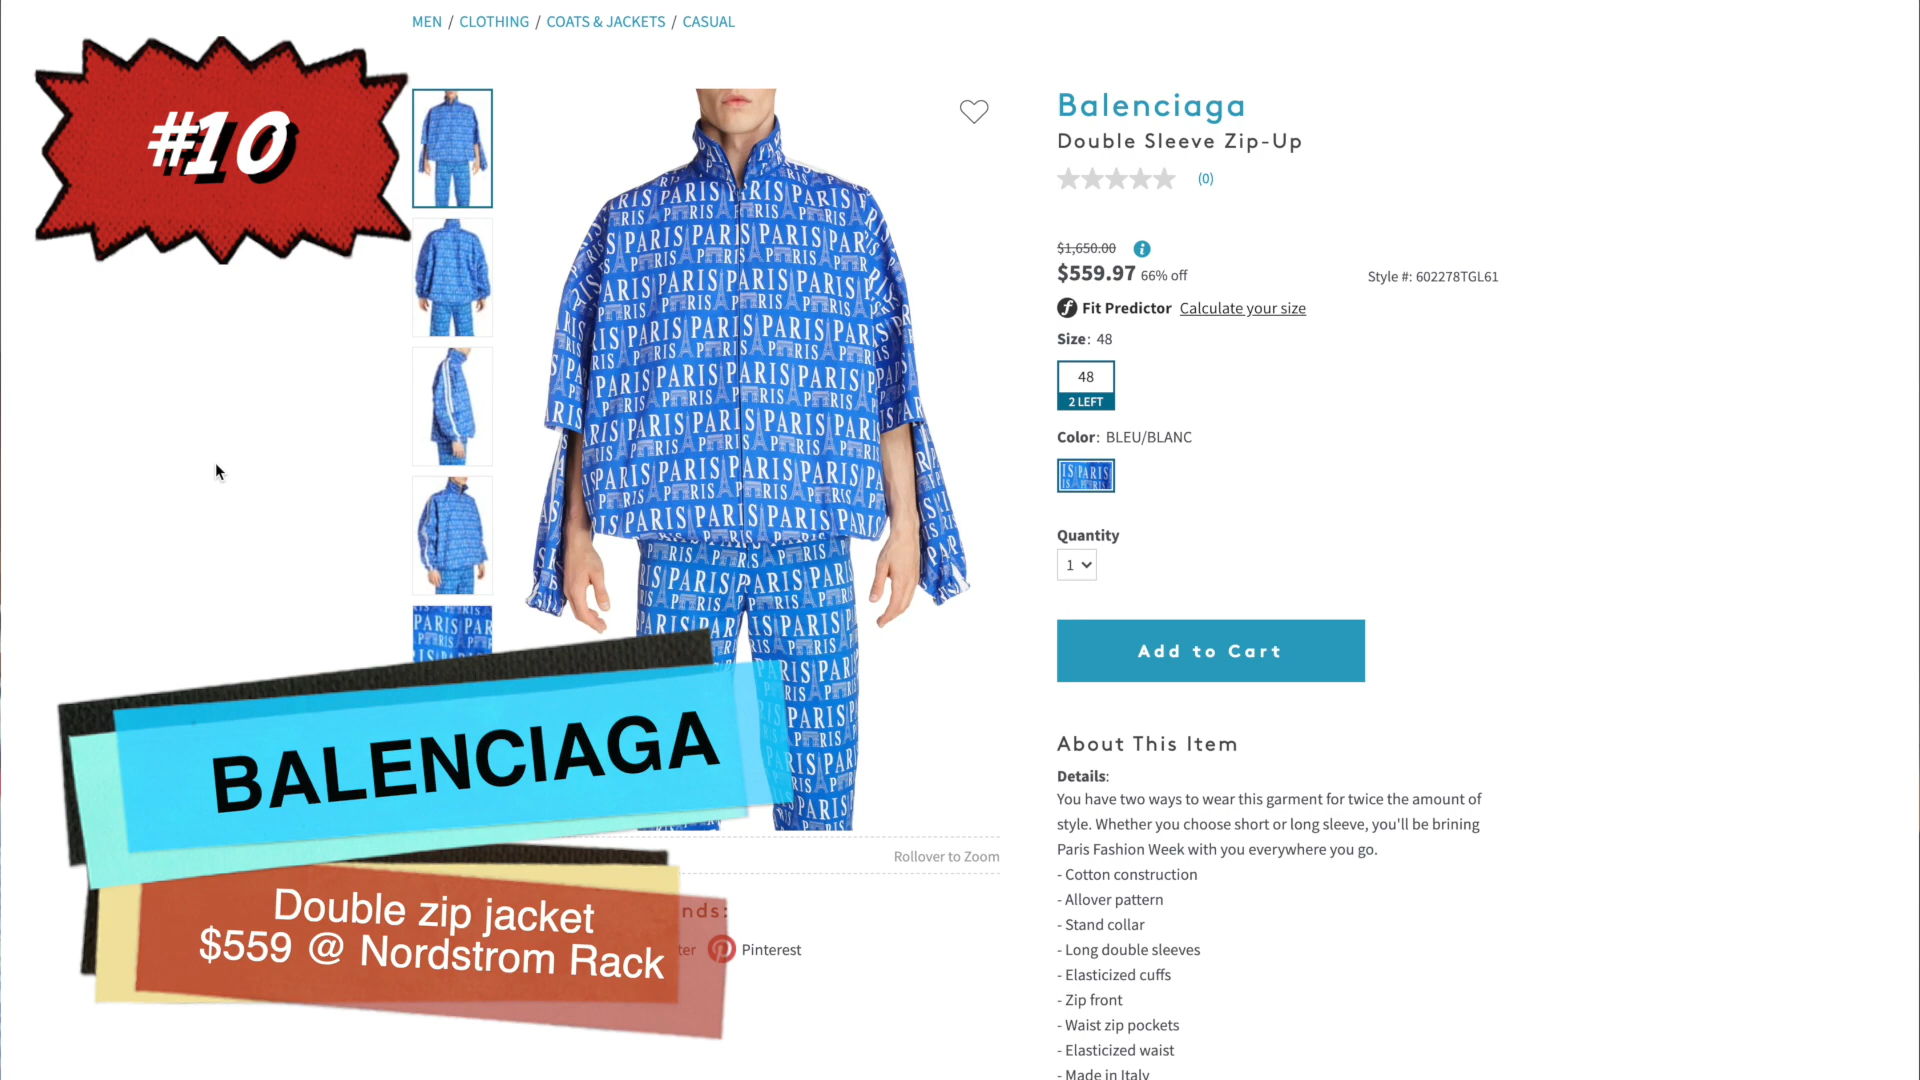 MEN / CLOTHING / COATS & JACKETS / CASUAL
#10
Balenciaga
Double Sleeve Zip-Up
(0)
$1,650.00
$559.97 66% off
Style #: 602278TGL61
Fit Predictor Calculate your size
Size: 48
48
2 LEFT
Color: BLEU/BLANC
Quantity
1
Add to Cart
About This Item
Details:
You have two ways to wear this garment for twice the amount of
style. Whether you choose short or long sleeve, you'll be brining
Paris Fashion Week with you everywhere you go.
- Cotton construction
- Allover pattern
- Stand collar
- Long double sleeves
- Elasticized cuffs
- Zip front
- Waist zip pockets
- Elasticized waist
- Made in Italy
PARIS PARIS PARIS PARIS
BALENCIAGA
Rollover to Zoom
Double zip jacket
$559 @ Nordstrom Rack
Pinterest